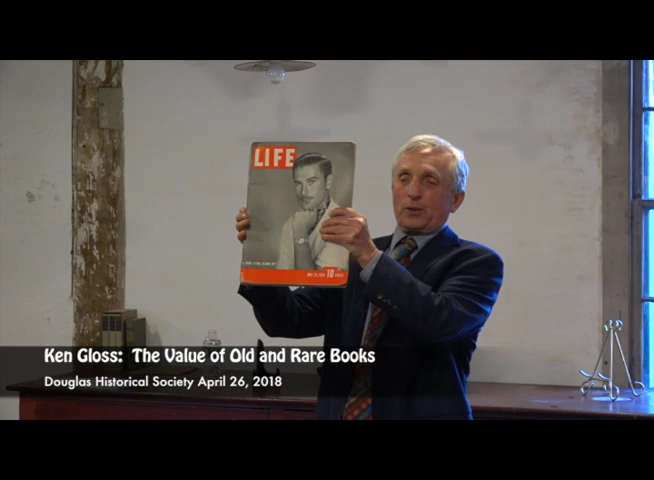 LIFE
10
Ken Gloss:  The Value of Old and Rare Books
Douglas Historical Society April 26, 2018